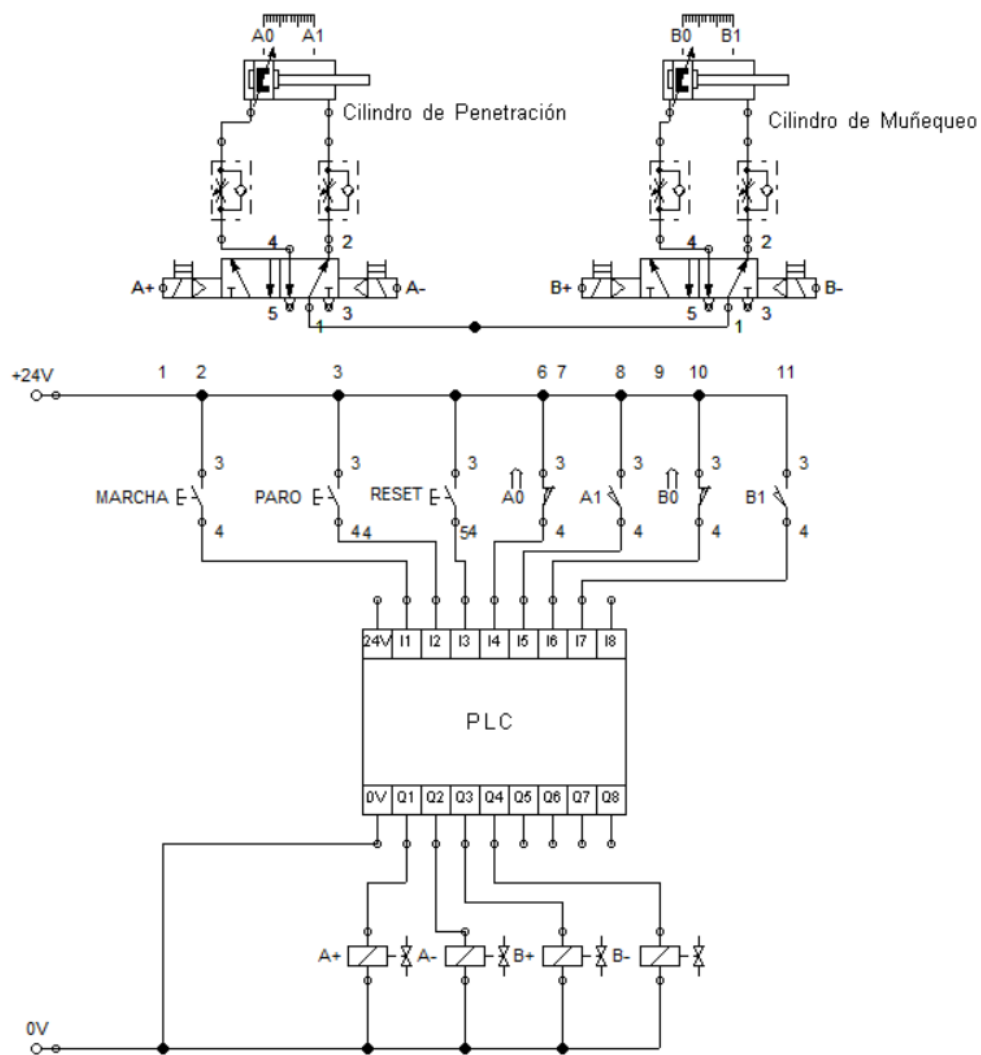 A0 A1 B0 B1
Cilindro de Penetración Cilindro de Muñequeo
4 2 4 2
A+ A- B+ B-
5 1 3 5 1 3
+24V 1 2 3 6 7 8 9 10 11
3 3 3 3 3 3 3
MARCHA PARO RESET A0 A1 B0 B1
4 44 54 4 4 4 4
24V I1 I2 I3 I4 I5 I6 I7 I8
PLC
0V Q1 Q2 Q3 Q4 Q5 Q6 Q7 Q8
A+ A- B+ B-
0V